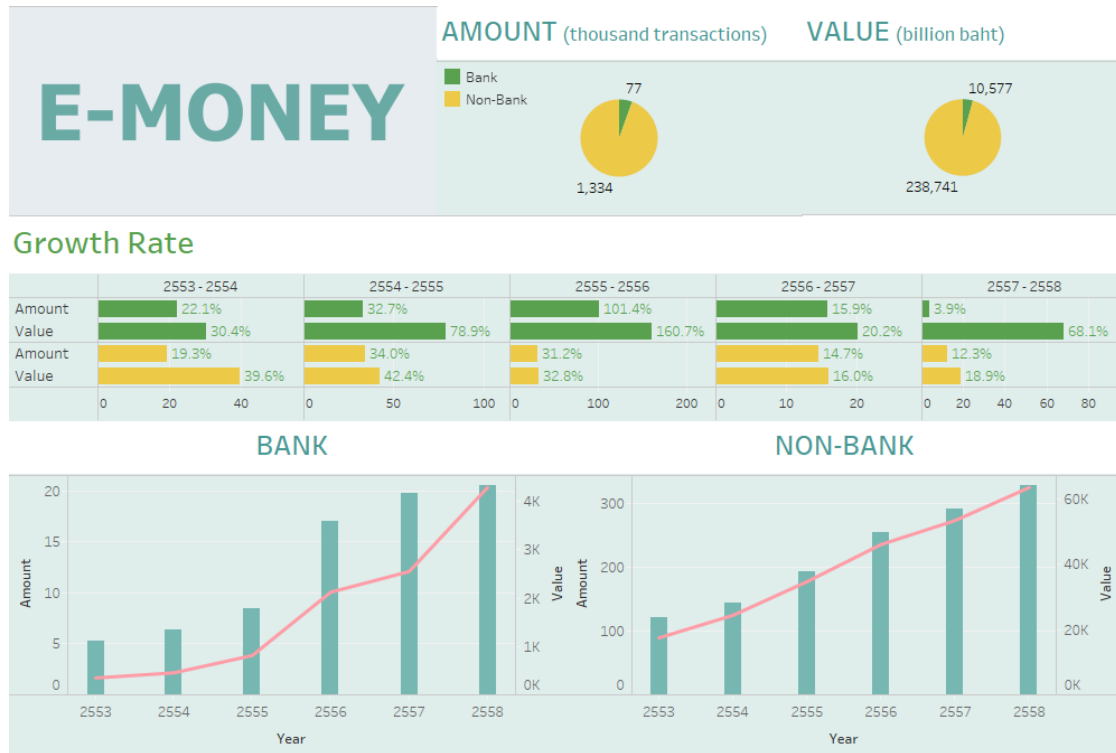 E-MONEY
AMOUNT (thousand transactions)
VALUE (billion baht)
Bank
Non-Bank
77
1,334
10,577
238,741
Growth Rate
2553 - 2554 2554 - 2555 2555 - 2556 2556 - 2557 2557 - 2558
Amount 22.1% 32.7% 101.4% 15.9% 3.9%
Value 30.4% 78.9% 160.7% 20.2% 68.1%
Amount 19.3% 34.0% 31.2% 14.7% 12.3%
Value 39.6% 42.4% 32.8% 16.0% 18.9%
0 20 40 0 50 100 0 100 200 0 10 20 0 20 40 60 80
BANK
20
15
10
5
0
Amount
4K
3K
2K
1K
0K
Value
2553 2554 2555 2556 2557 2558
Year
NON-BANK
300
200
100
0
Amount
60K
40K
20K
0K
Value
2553 2554 2555 2556 2557 2558
Year